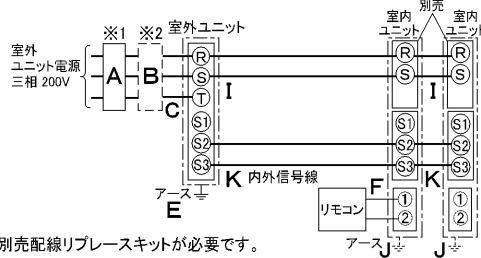 別売
※1 ※2 室外ユニット 室内ユニット 室内ユニット
室外
ユニット電源
三相 200V
A B
C
R S T S1 S2 S3
I
R S S1 S2 S3 ① ②
I
R S S1 S2 S3 ① ②
K 内外信号線
K
F
アース
E
リモコン
アース J J
別売配線リプレースキットが必要です。